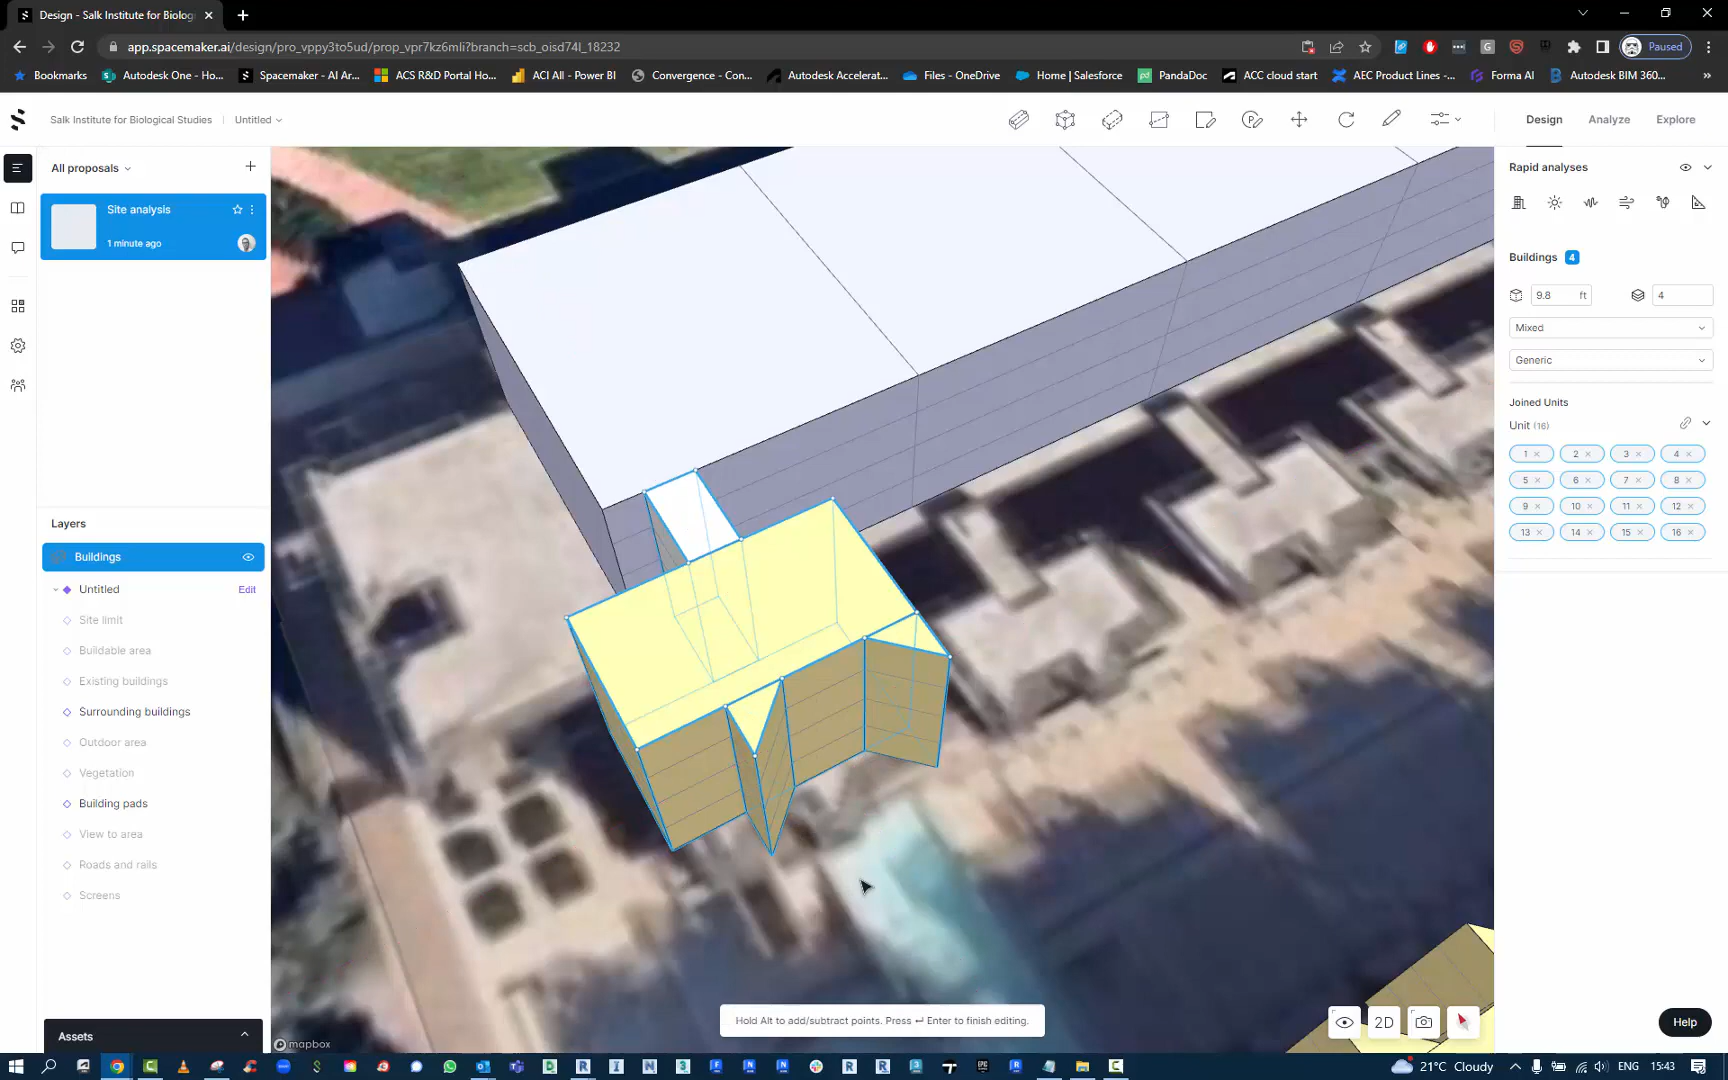 Design - Salk Institute for Biolog
app.spacemaker.ai/design/pro_vppy3to5ud/prop_vpr7kz6mli?branch=scb_oisd74l_18232
Paused
Bookmarks
Autodesk One - Ho...
Spacemaker - AI Ar...
ACS R&D Portal Ho...
ACI All - Power BI
Convergence - Con...
Autodesk Accelerat...
Files - OneDrive
Home | Salesforce
PandaDoc
ACC cloud start
AEC Product Lines -...
Forma AI
Autodesk BIM 360...
Salk Institute for Biological Studies
Untitled
Design
Analyze
Explore
All proposals
Site analysis
1 minute ago
Layers
Buildings
Untitled
Edit
Site limit
Buildable area
Existing buildings
Surrounding buildings
Outdoor area
Vegetation
Building pads
View to area
Roads and rails
Screens
Assets
Rapid analyses
Buildings 4
9.8 ft
4
Mixed
Generic
Joined Units
Unit (16)
1 × 2 × 3 × 4 ×
5 × 6 × 7 × 8 ×
9 × 10 × 11 × 12 ×
13 × 14 × 15 × 16 ×
Hold Alt to add/subtract points. Press ↵ Enter to finish editing.
2D
Help
mapbox
21°C Cloudy
ENG
15:43